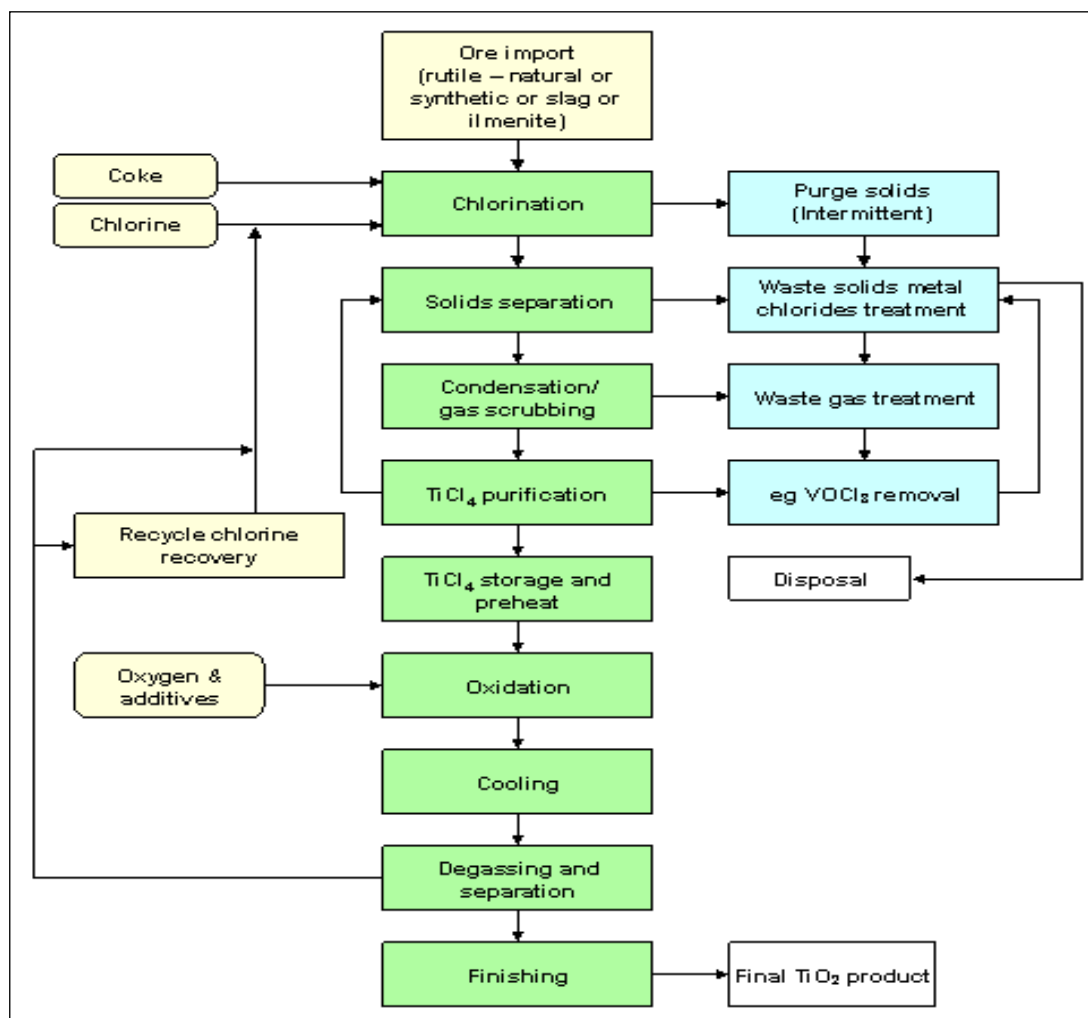 Ore import
(rutile – natural or
synthetic or slag or
ilmenite)
Coke
Chlorine
Chlorination
Purge solids
(Intermittent)
Solids separation
Waste solids metal
chlorides treatment
Condensation/
gas scrubbing
Waste gas treatment
TiCl₄ purification
eg VOCl₃ removal
Recycle chlorine
recovery
TiCl₄ storage and
preheat
Disposal
Oxygen &
additives
Oxidation
Cooling
Degassing and
separation
Finishing
Final TiO₂ product